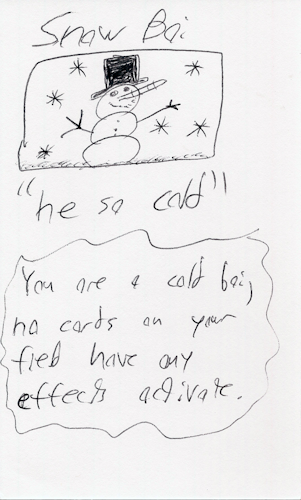 Snow Boi
"he so cold"
You are a cold boi,
no cards on your
field have any
effects activate.